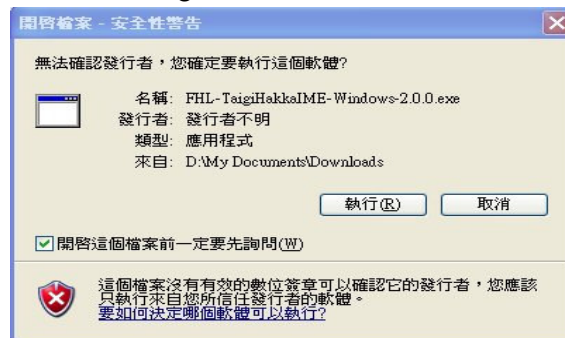 開啓檔案 - 安全性警告
無法確認發行者，您確定要執行這個軟體?
名稱: FHL-TaigiHakkaIME-Windows-2.0.0.exe
發行者: 發行者不明
類型: 應用程式
來自: D:\My Documents\Downloads
執行(R) 取消
開啓這個檔案前一定要先詢問(W)
這個檔案沒有有效的數位簽章可以確認它的發行者，您應該
只執行來自您所信任發行者的軟體。
要如何決定哪個軟體可以執行?